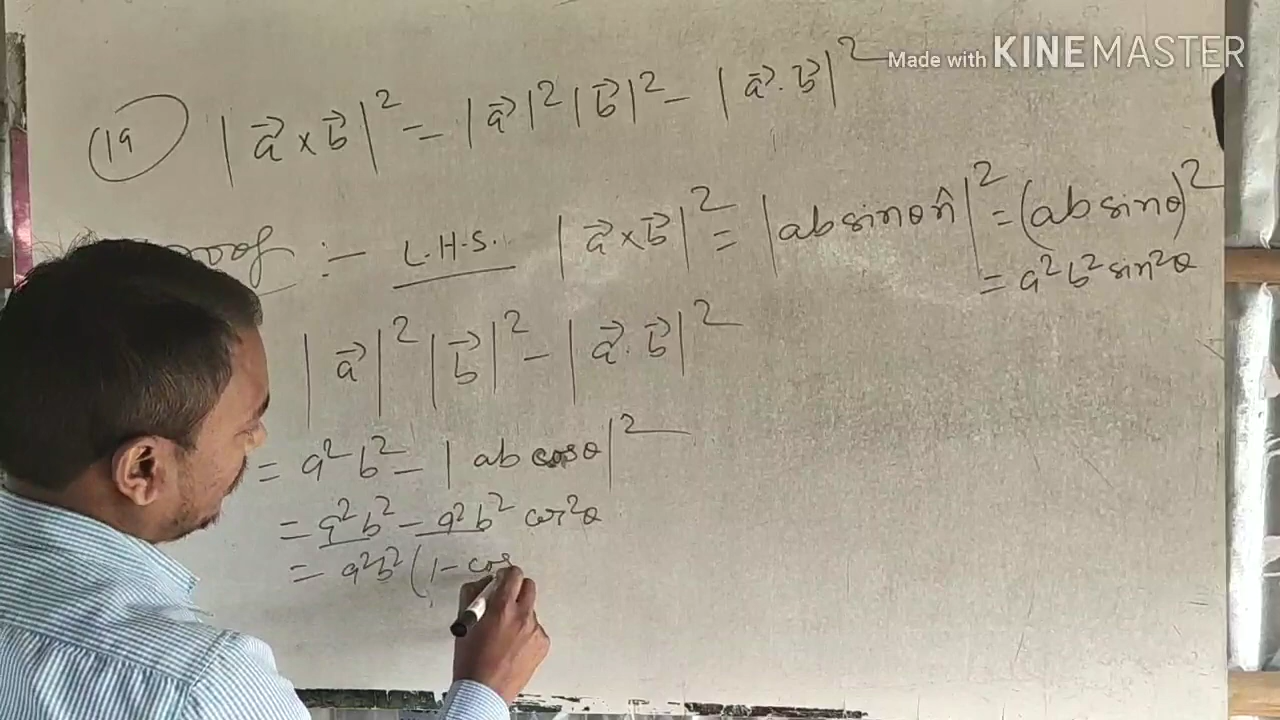 Made with KINEMASTER
(19) |a⃗ × b⃗|² = |a⃗|² |b⃗|² - |a⃗ · b⃗|²
:- L.H.S. |a⃗ × b⃗|² = |ab sinθ n̂|² = (ab sinθ)²
= a²b² sin²θ
|a⃗|² |b⃗|² - |a⃗ · b⃗|²
= a²b² - |ab cosθ|²
= a²b² - a²b² cos²θ
= a²b² (1 - cos